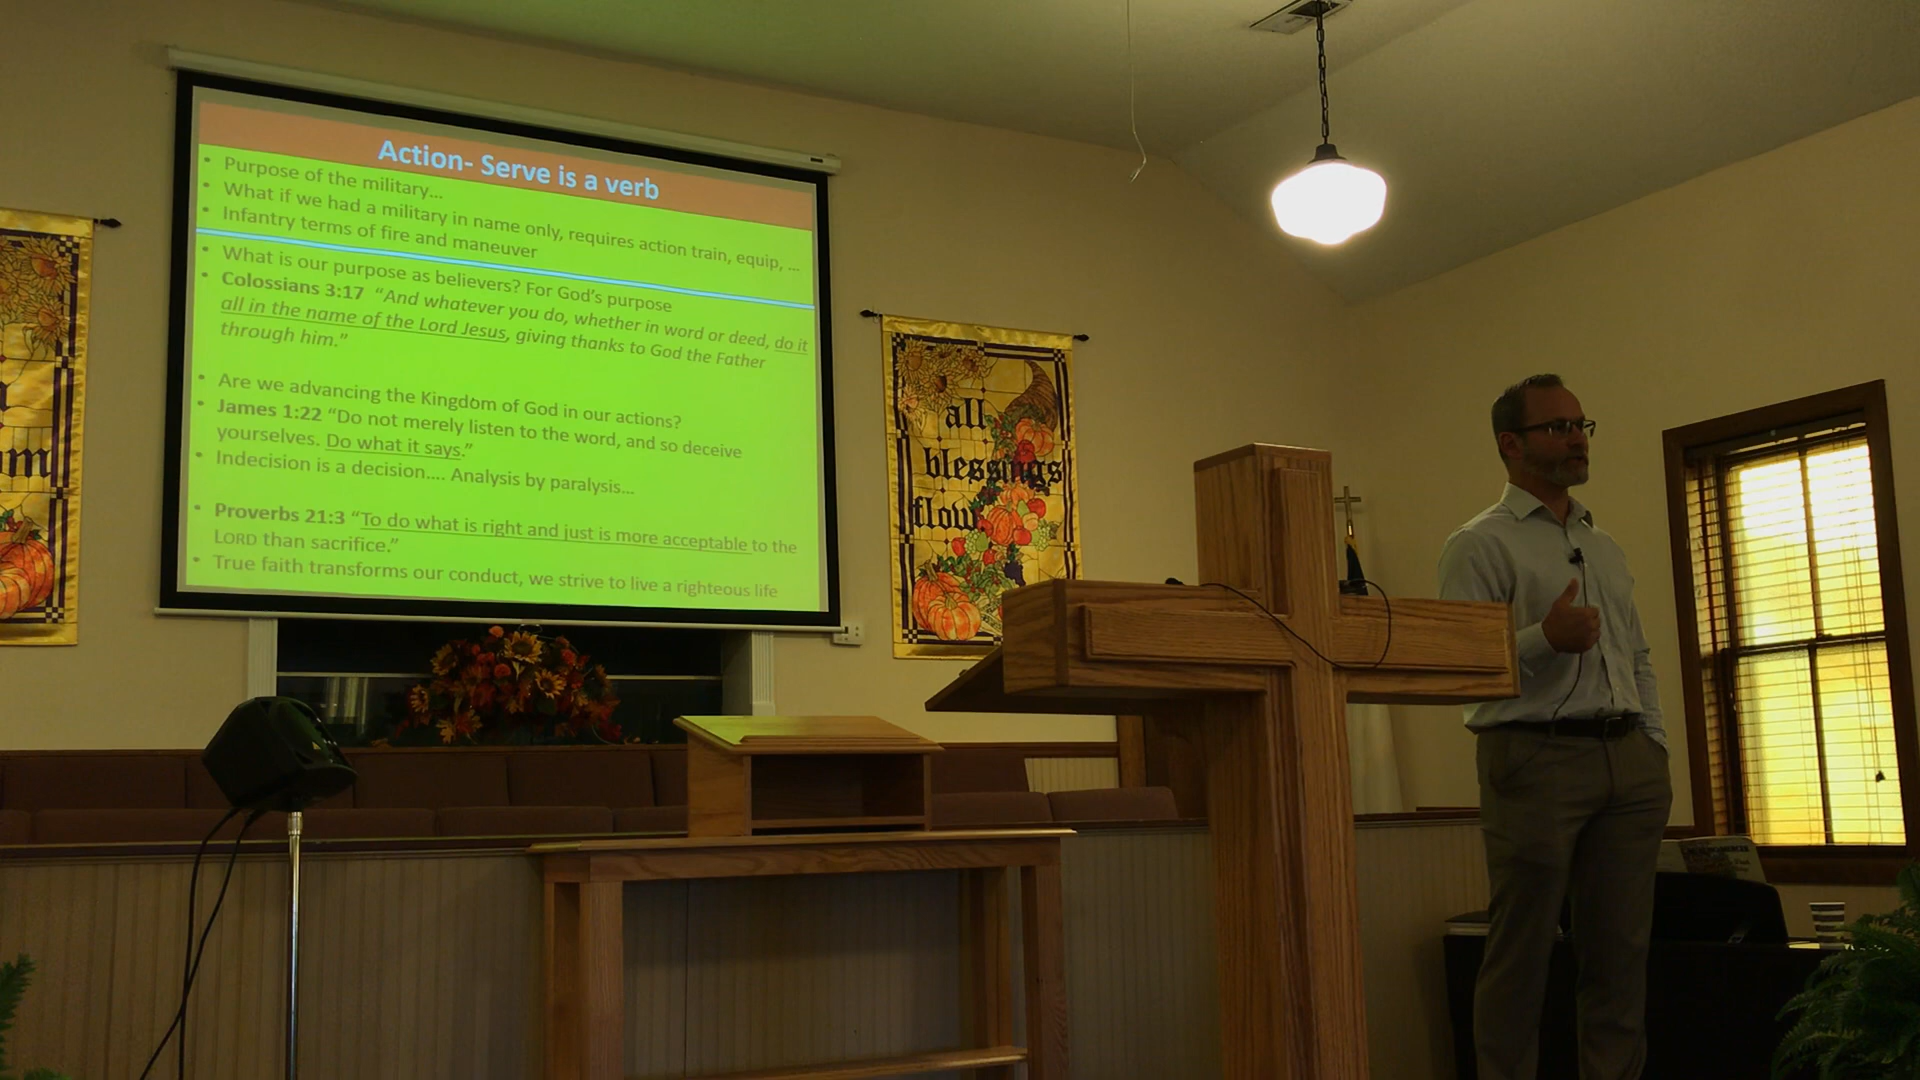 Action- Serve is a verb
• Purpose of the military...
• What if we had a military in name only, requires action train, equip, ...
• Infantry terms of fire and maneuver
• What is our purpose as believers? For God's purpose
• Colossians 3:17 “And whatever you do, whether in word or deed, do it
all in the name of the Lord Jesus, giving thanks to God the Father
through him.”
• Are we advancing the Kingdom of God in our actions?
• James 1:22 “Do not merely listen to the word, and so deceive
yourselves. Do what it says.”
• Indecision is a decision.... Analysis by paralysis...
• Proverbs 21:3 “To do what is right and just is more acceptable to the
LORD than sacrifice.”
• True faith transforms our conduct, we strive to live a righteous life
all
blessings
flow.